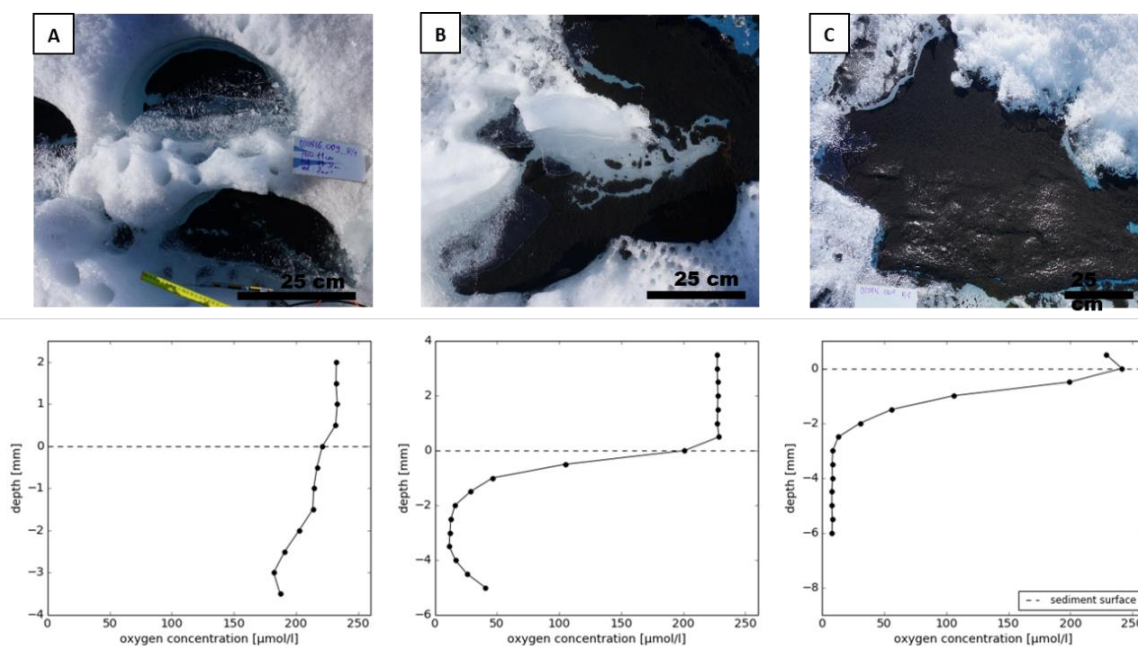 A
B
C
25 cm
25 cm
25
cm
2
1
0
−1
−2
−3
−4
depth [mm]
0 50 100 150 200 250
oxygen concentration [μmol/l]
4
2
0
−2
−4
−6
depth [mm]
0 50 100 150 200 250
oxygen concentration [μmol/l]
0
−2
−4
−6
−8
depth [mm]
sediment surface
0 50 100 150 200 250
oxygen concentration [μmol/l]